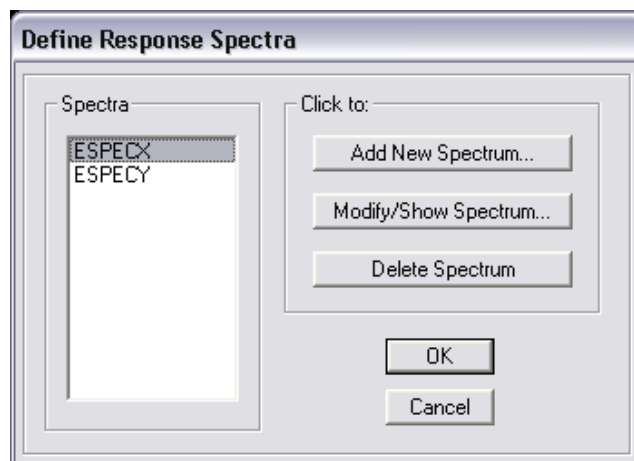 Define Response Spectra
Spectra
ESPECX
ESPECY
Click to:
Add New Spectrum...
Modify/Show Spectrum...
Delete Spectrum
OK
Cancel